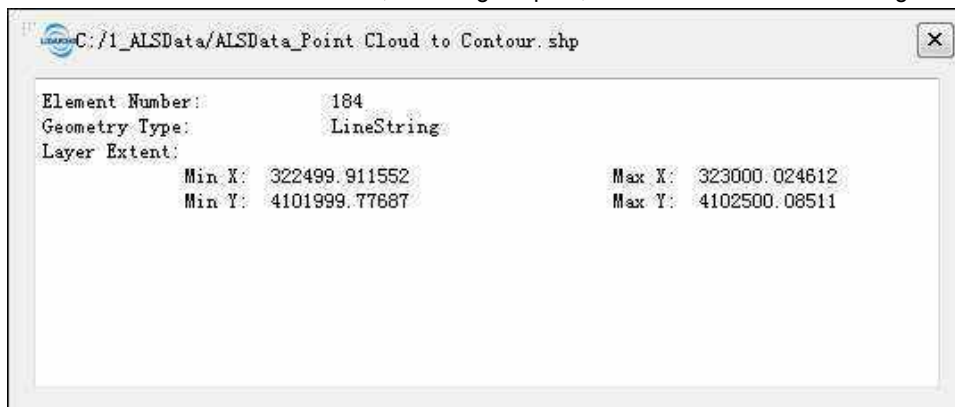 C:/1_ALSData/ALSData_Point Cloud to Contour.shp
Element Number: 184
Geometry Type: LineString
Layer Extent:
Min X: 322499.911552 Max X: 323000.024612
Min Y: 4101999.77687 Max Y: 4102500.08511